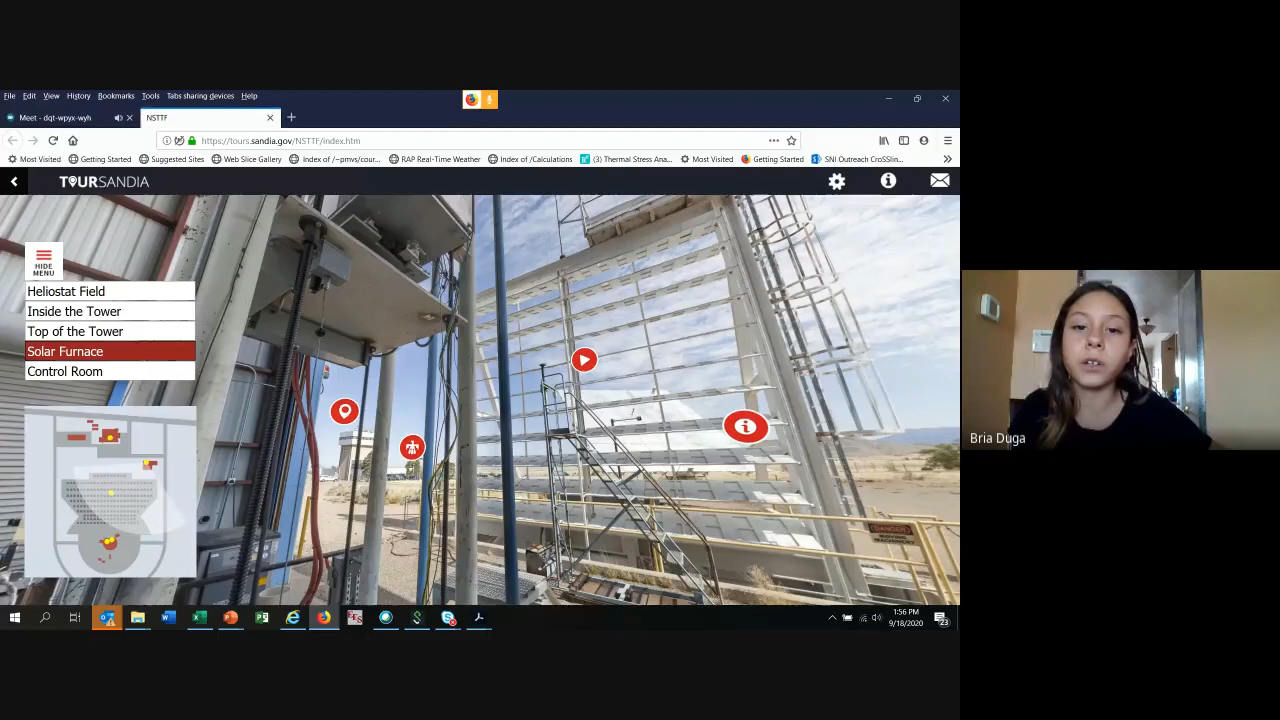 File Edit View History Bookmarks Tools Tabs sharing devices Help
Meet - dqt-wpyx-wyh
NSTTF
https://tours.sandia.gov/NSTTF/index.htm
Most Visited Getting Started Suggested Sites Web Slice Gallery Index of /~pmvs/cour... RAP Real-Time Weather Index of /Calculations (3) Thermal Stress Ana... Most Visited Getting Started SNI Outreach CroSSlin...
TOURSANDIA
HIDE
MENU
Heliostat Field
Inside the Tower
Top of the Tower
Solar Furnace
Control Room
DANGER
MOVING
MACHINERY
Bria Duga
1:56 PM
9/18/2020
23